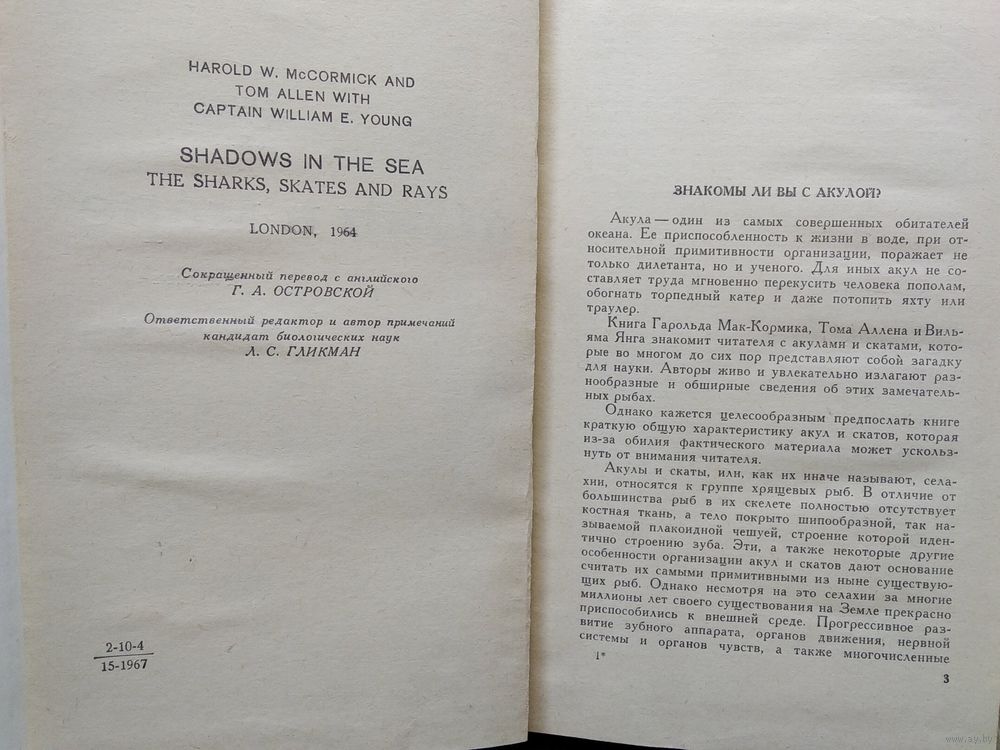 HAROLD W. McCORMICK AND
TOM ALLEN WITH
CAPTAIN WILLIAM E. YOUNG
SHADOWS IN THE SEA
THE SHARKS, SKATES AND RAYS
LONDON, 1964
Сокращенный перевод с английского
Г. А. ОСТРОВСКОЙ
Ответственный редактор и автор примечаний
кандидат биологических наук
Л. С. ГЛИКМАН
2-10-4
15-1967
ЗНАКОМЫ ЛИ ВЫ С АКУЛОЙ?
Акула — один из самых совершенных обитателей
океана. Ее приспособленность к жизни в воде, при от-
носительной примитивности организации, поражает не
только дилетанта, но и ученого. Для иных акул не со-
ставляет труда мгновенно перекусить человека пополам,
обогнать торпедный катер и даже потопить яхту или
траулер.
Книга Гарольда Мак-Кормика, Тома Аллена и Виль-
яма Янга знакомит читателя с акулами и скатами, кото-
рые во многом до сих пор представляют собой загадку
для науки. Авторы живо и увлекательно излагают раз-
нообразные и обширные сведения об этих замечатель-
ных рыбах.
Однако кажется целесообразным предпослать книге
краткую общую характеристику акул и скатов, которая
из-за обилия фактического материала может ускольз-
нуть от внимания читателя.
Акулы и скаты, или, как их иначе называют, села-
хии, относятся к группе хрящевых рыб. В отличие от
большинства рыб в их скелете полностью отсутствует
костная ткань, а тело покрыто шипообразной, так на-
зываемой плакоидной чешуей, строение которой иден-
тично строению зуба. Эти, а также некоторые другие
особенности организации акул и скатов дают основание
считать их самыми примитивными из ныне существую-
щих рыб. Однако несмотря на это селахии за многие
миллионы лет своего существования на Земле прекрасно
приспособились к внешней среде. Прогрессивное раз-
витие зубного аппарата, органов движения, нервной
системы и органов чувств, а также многочисленные
1*
3
www.ay.by